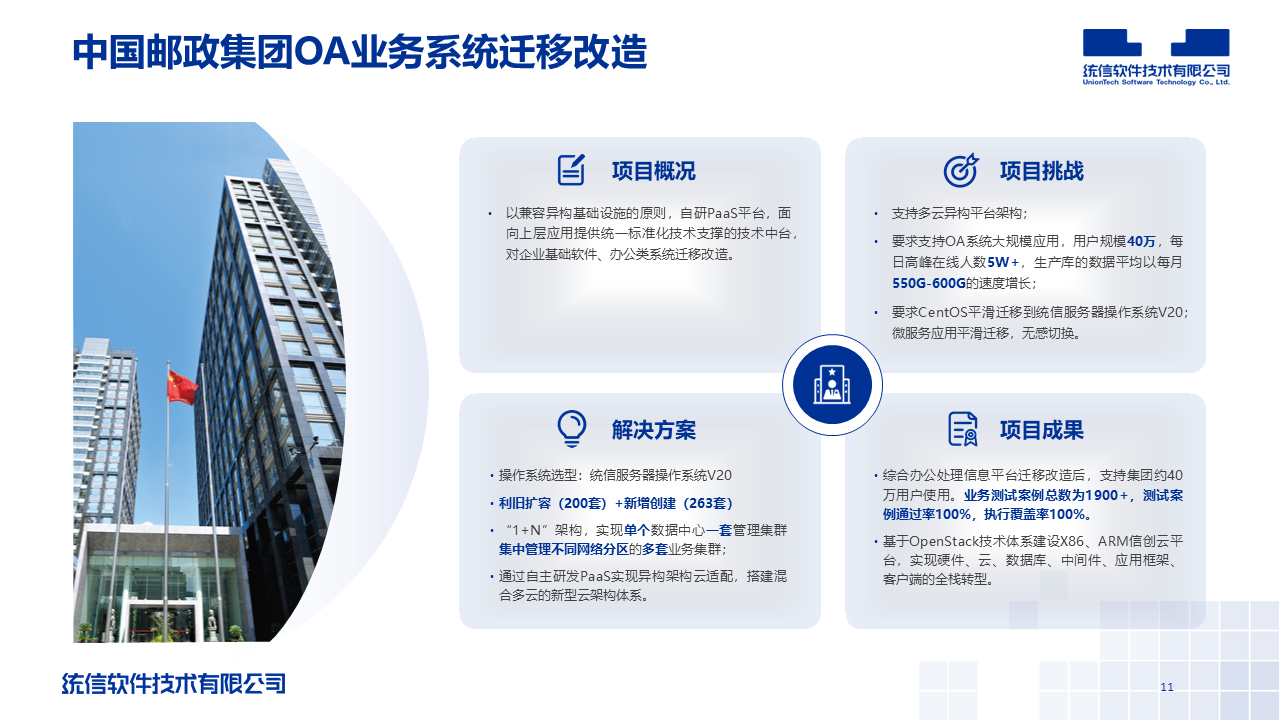 中国邮政集团OA业务系统迁移改造
统信软件技术有限公司
UnionTech Software Technology Co., Ltd.
项目概况
• 以兼容异构基础设施的原则，自研PaaS平台，面
向上层应用提供统一标准化技术支撑的技术中台，
对企业基础软件、办公类系统迁移改造。
项目挑战
• 支持多云异构平台架构；
• 要求支持OA系统大规模应用，用户规模40万，每
日高峰在线人数5W+，生产库的数据平均以每月
550G-600G的速度增长；
• 要求CentOS平滑迁移到统信服务器操作系统V20；
微服务应用平滑迁移，无感切换。
解决方案
• 操作系统选型：统信服务器操作系统V20
• 利旧扩容（200套）+新增创建（263套）
• “1+N”架构，实现单个数据中心一套管理集群
集中管理不同网络分区的多套业务集群；
• 通过自主研发PaaS实现异构架构云适配，搭建混
合多云的新型云架构体系。
项目成果
• 综合办公处理信息平台迁移改造后，支持集团约40
万用户使用。业务测试案例总数为1900+，测试案
例通过率100%，执行覆盖率100%。
• 基于OpenStack技术体系建设X86、ARM信创云平
台，实现硬件、云、数据库、中间件、应用框架、
客户端的全栈转型。
统信软件技术有限公司
11